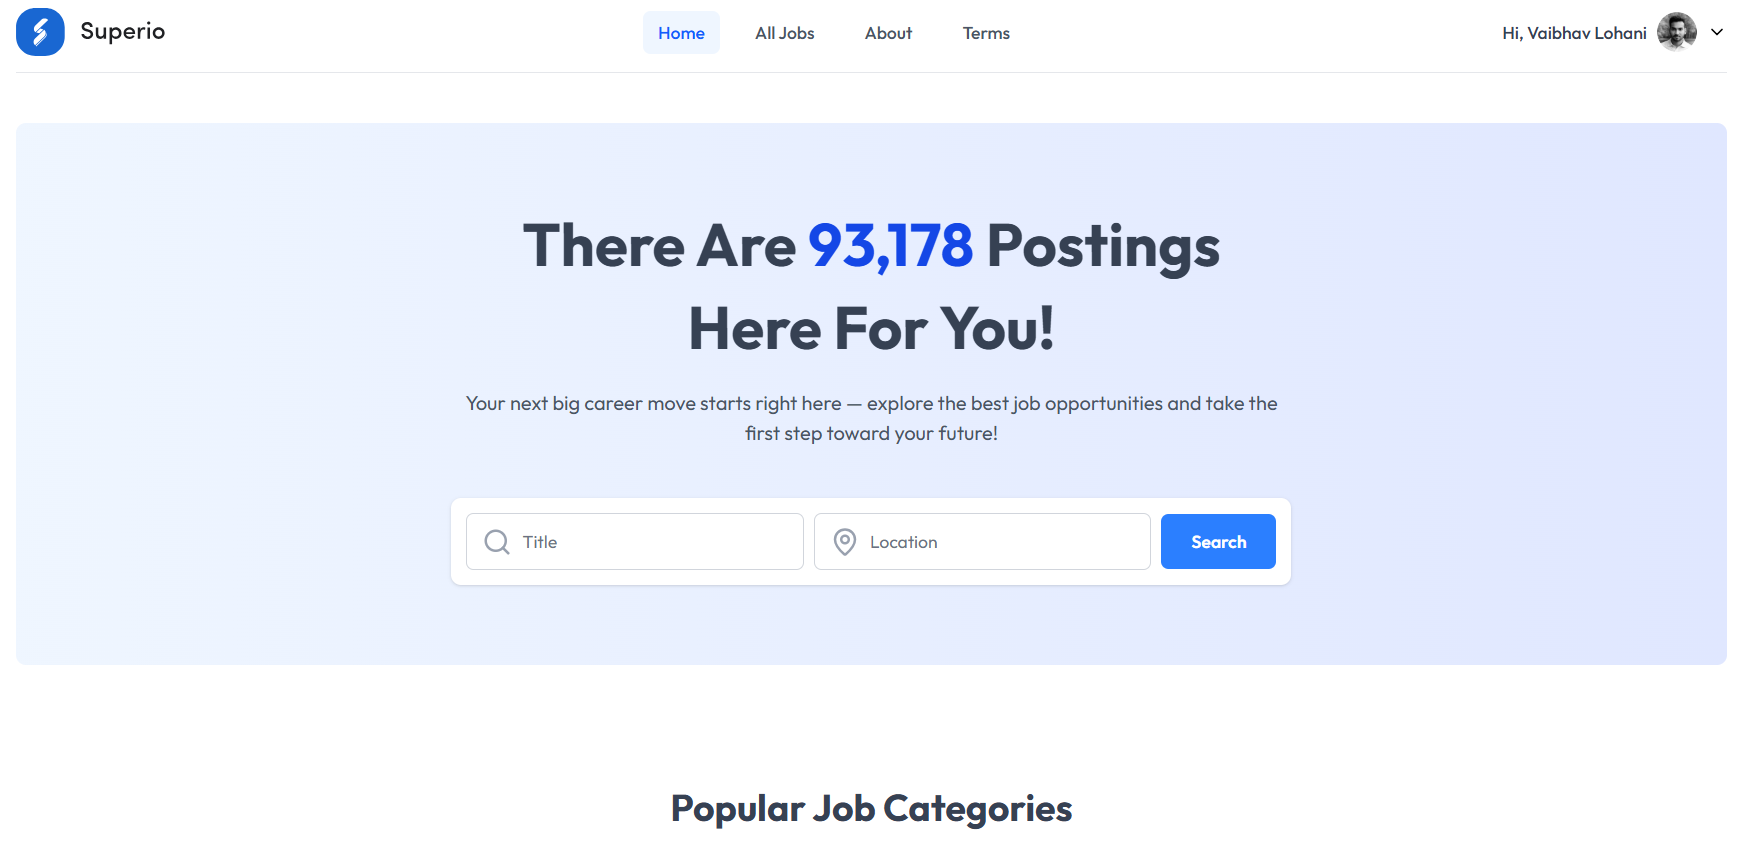 Superio
Home
All Jobs
About
Terms
Hi, Vaibhav Lohani
There Are 93,178 Postings
Here For You!
Your next big career move starts right here — explore the best job opportunities and take the
first step toward your future!
Title
Location
Search
Popular Job Categories